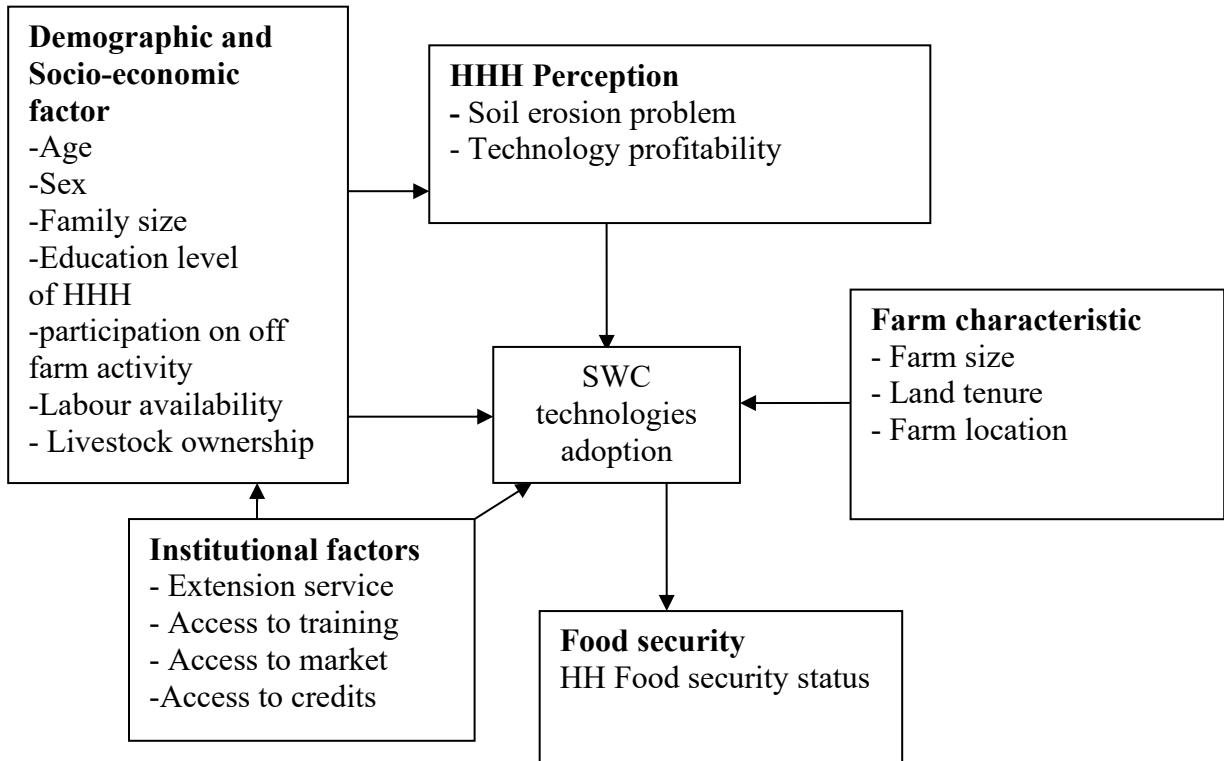 Demographic and
Socio-economic
factor
-Age
-Sex
-Family size
-Education level
of HHH
-participation on off
farm activity
-Labour availability
- Livestock ownership
HHH Perception
- Soil erosion problem
- Technology profitability
SWC
technologies
adoption
Farm characteristic
- Farm size
- Land tenure
- Farm location
Institutional factors
- Extension service
- Access to training
- Access to market
-Access to credits
Food security
HH Food security status